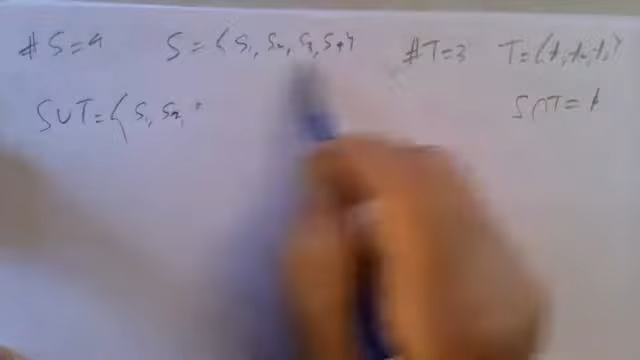 # S = 4 S = { s₁, s₂, s₃, s₄ } # T = 3 T = { t₁, t₂, t₃ }
S ∪ T = { s₁, s₂, S ∩ T =